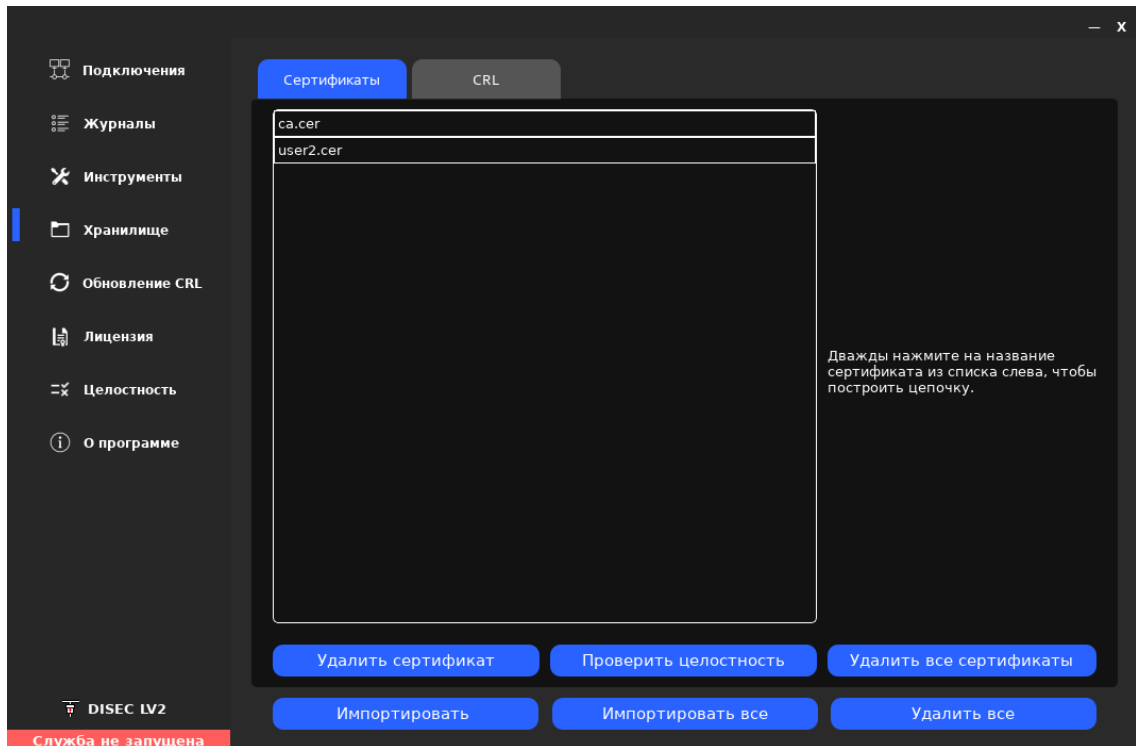 — X
Подключения
Журналы
Инструменты
Хранилище
Обновление CRL
Лицензия
Целостность
О программе
DISEC LV2
Служба не запущена
Сертификаты CRL
ca.cer
user2.cer
Дважды нажмите на название
сертификата из списка слева, чтобы
построить цепочку.
Удалить сертификат Проверить целостность Удалить все сертификаты
Импортировать Импортировать все Удалить все